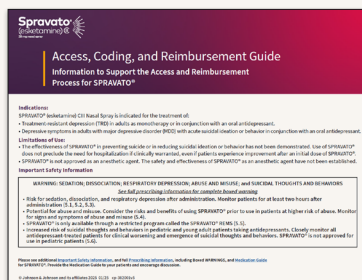 Spravato®
(esketamine) CIII
Access, Coding, and Reimbursement Guide
Information to Support the Access and Reimbursement
Process for SPRAVATO®
Indications:
SPRAVATO® (esketamine) CIII Nasal Spray is indicated for the treatment of:
• Treatment-resistant depression (TRD) in adults as monotherapy or in conjunction with an oral antidepressant.
• Depressive symptoms in adults with major depressive disorder (MDD) with acute suicidal ideation or behavior in conjunction with an oral antidepressant.
Limitations of Use:
• The effectiveness of SPRAVATO® in preventing suicide or in reducing suicidal ideation or behavior has not been demonstrated. Use of SPRAVATO®
does not preclude the need for hospitalization if clinically warranted, even if patients experience improvement after an initial dose of SPRAVATO®.
• SPRAVATO® is not approved as an anesthetic agent. The safety and effectiveness of SPRAVATO® as an anesthetic agent have not been established.
Important Safety Information
WARNING: SEDATION; DISSOCIATION; RESPIRATORY DEPRESSION; ABUSE AND MISUSE; and SUICIDAL THOUGHTS AND BEHAVIORS
See full prescribing information for complete boxed warning
• Risk for sedation, dissociation, and respiratory depression after administration. Monitor patients for at least two hours after
administration (5.1, 5.2, 5.3).
• Potential for abuse and misuse. Consider the risks and benefits of using SPRAVATO® prior to use in patients at higher risk of abuse. Monitor
for signs and symptoms of abuse and misuse (5.4).
• SPRAVATO® is only available through a restricted program called the SPRAVATO® REMS (5.5).
• Increased risk of suicidal thoughts and behaviors in pediatric and young adult patients taking antidepressants. Closely monitor all
antidepressant-treated patients for clinical worsening and emergence of suicidal thoughts and behaviors. SPRAVATO® is not approved for
use in pediatric patients (5.6).
Please see additional Important Safety Information, and full Prescribing Information, including Boxed WARNINGS, and Medication Guide
for SPRAVATO®. Provide the Medication Guide to your patients and encourage discussion.
© Johnson & Johnson and its affiliates 2025